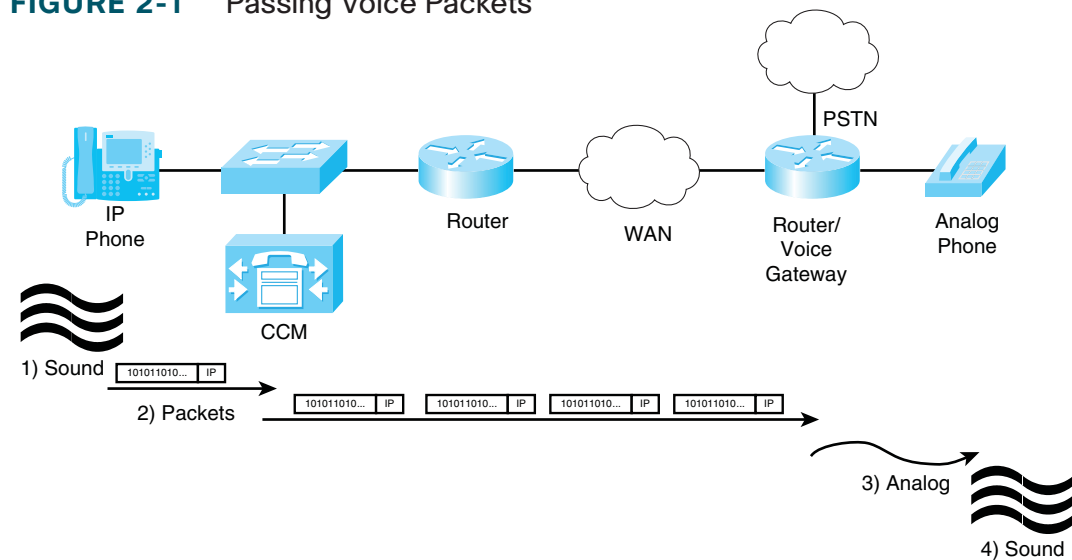 FIGURE 2-1 Passing Voice Packets
PSTN
IP
Phone
Router
WAN
Router/
Voice
Gateway
Analog
Phone
CCM
1) Sound
101011010... IP
2) Packets
101011010... IP 101011010... IP 101011010... IP 101011010... IP
3) Analog
4) Sound